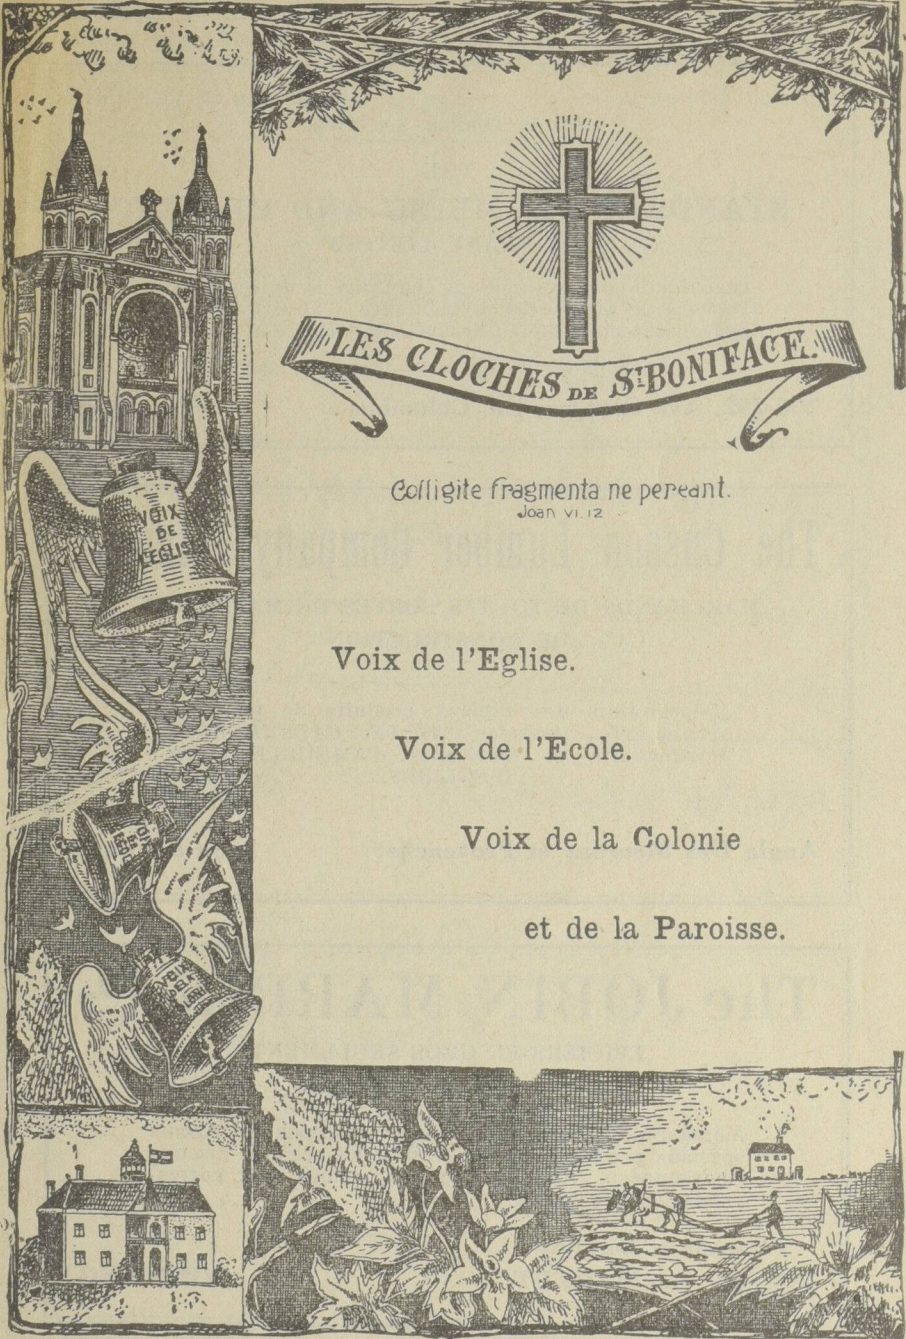 LES CLOCHES DE ST BONIFACE.
Colligite fragmenta ne pereant.
Joan VI. 12
VOIX
DE
L'EGLISE
Voix de l'Eglise.
Voix de l'Ecole.
Voix de la Colonie
et de la Paroisse.